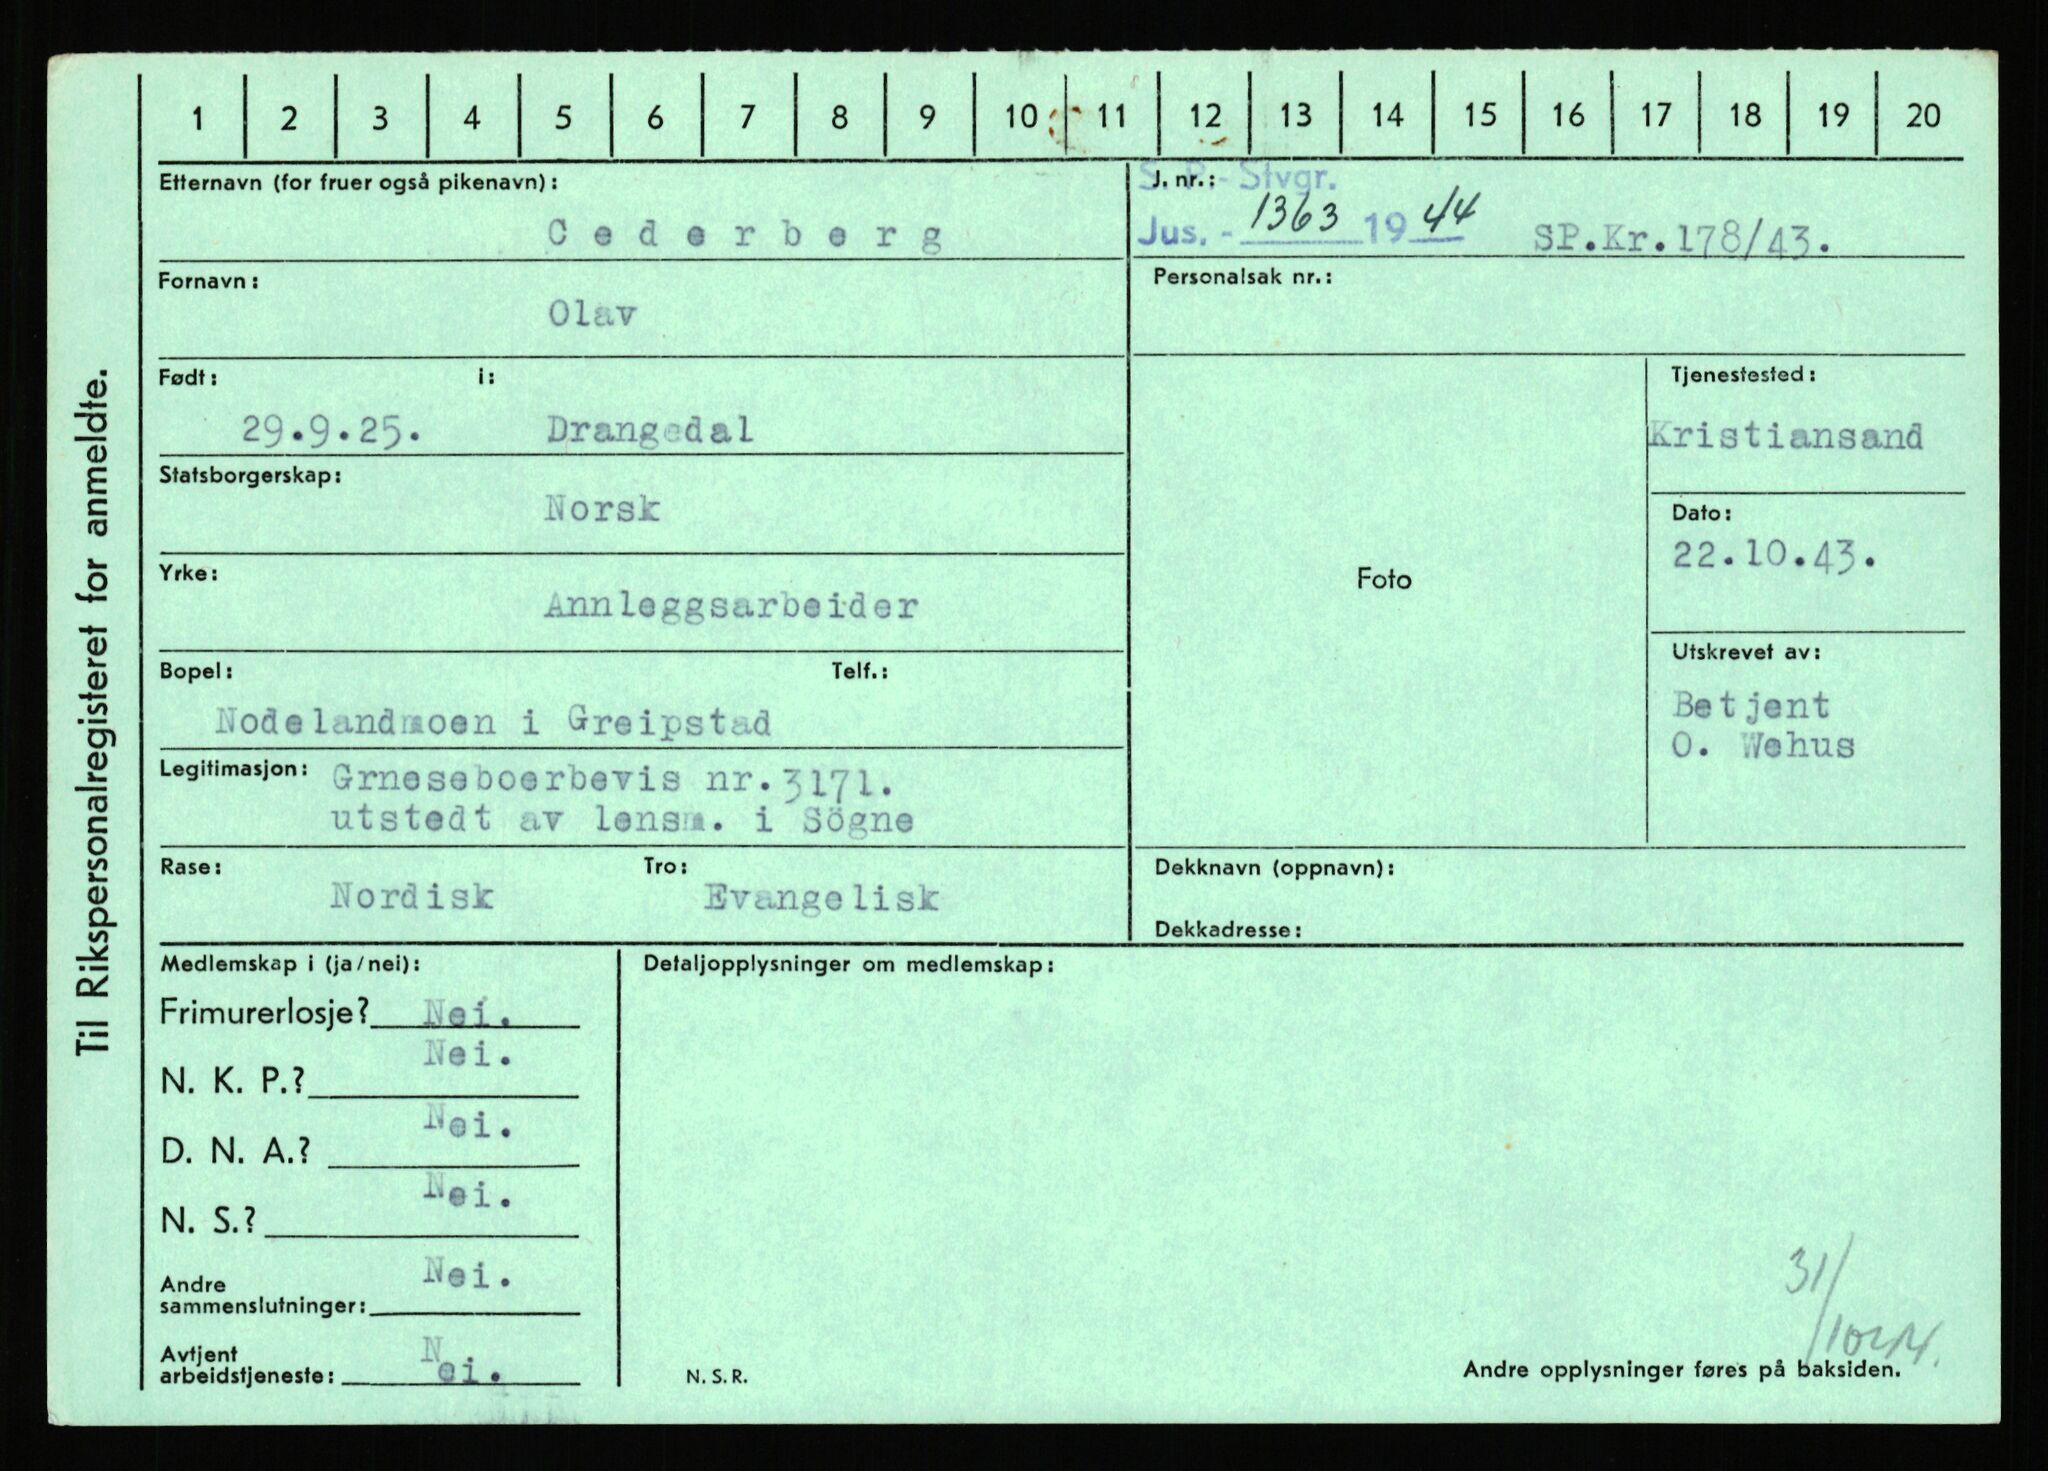 Til Rikspersonalregisteret for anmeldte.
1 2 3 4 5 6 7 8 9 10 11 12 13 14 15 16 17 18 19 20
Etternavn (for fruer også pikenavn):
Cederberg
J. nr.: S. P.- Stvgr.
Jus. - 1363 1944 SP.Kr.178/43.
Fornavn:
Olav
Personalsak nr.:
Født: i:
29.9.25. Drangedal
Statsborgerskap:
Norsk
Yrke:
Annleggsarbeider
Bopel: Telf.:
Nodelandmoen i Greipstad
Legitimasjon: Grneseboerbevis nr.3171.
utstedt av lensm. i Sögne
Rase: Tro:
Nordisk Evangelisk
Foto
Tjenestested:
Kristiansand
Dato:
22.10.43.
Utskrevet av:
Betjent
O. Wehus
Dekknavn (oppnavn):
Dekkadresse:
Medlemskap i (ja/nei):
Frimurerlosje? Nei.
N. K. P.? Nei.
D. N. A.? Nei.
N. S.? Nei.
Andre
sammenslutninger: Nei.
Avtjent
arbeidstjeneste: Nei.
Detaljopplysninger om medlemskap:
31/10-44.
N. S. R.
Andre opplysninger føres på baksiden.